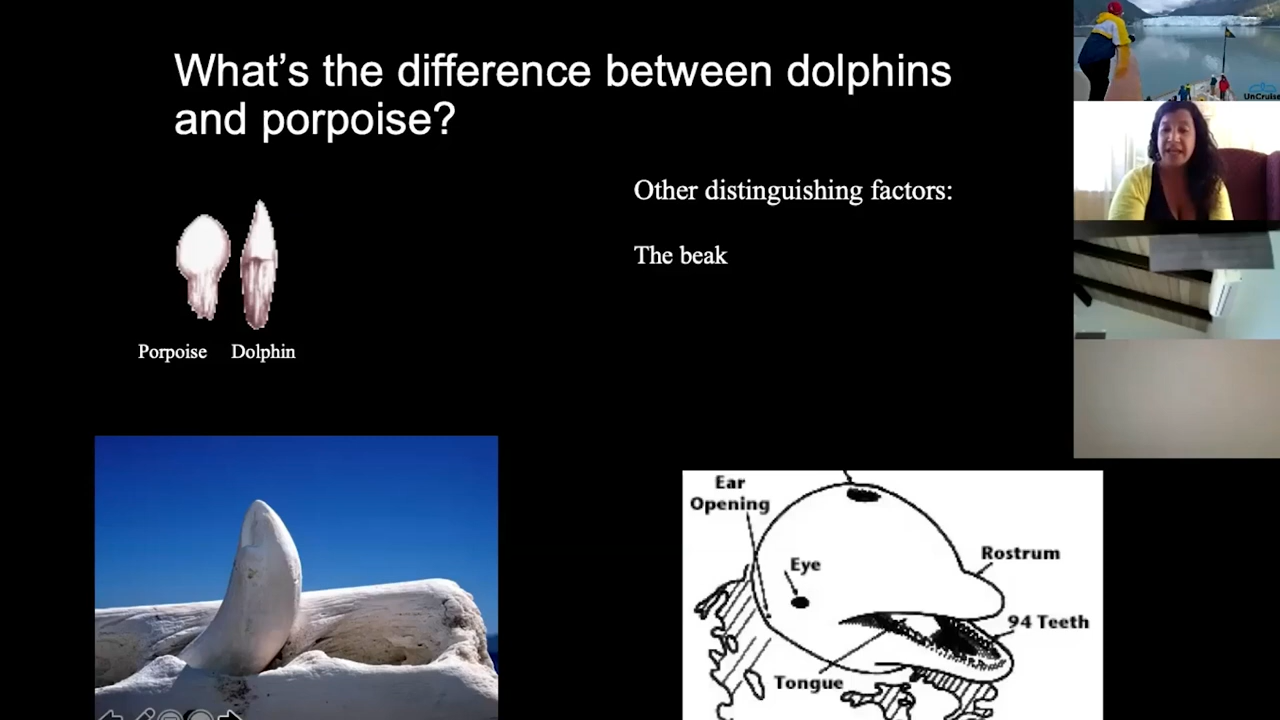 What's the difference between dolphins
and porpoise?
Other distinguishing factors:
The beak
Porpoise
Dolphin
Ear
Opening
Eye
Rostrum
94 Teeth
Tongue
UnCruise